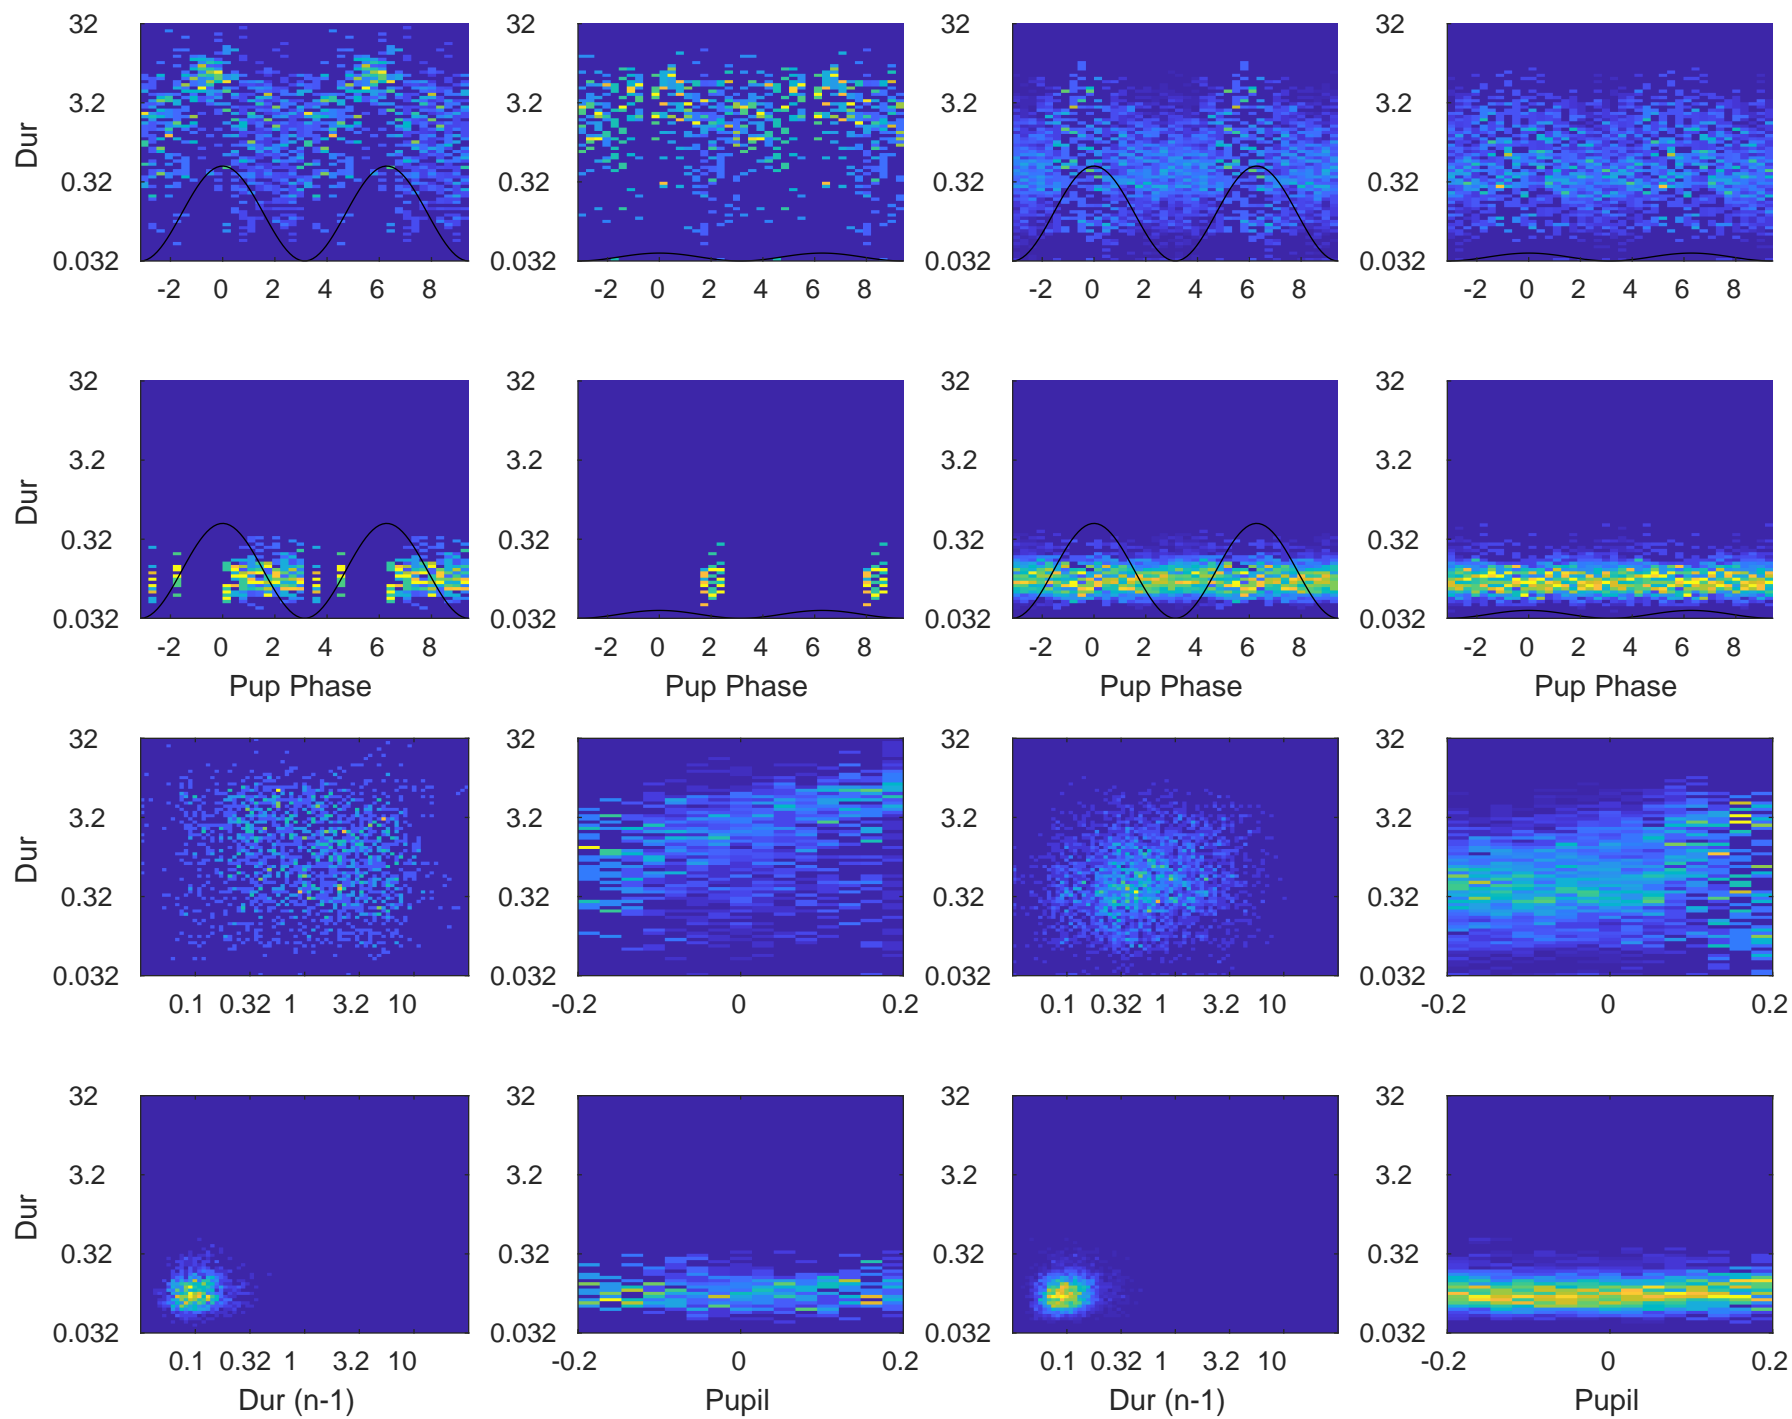 32 32 32 32
3.2 3.2 3.2 3.2
Dur
0.32 0.32 0.32 0.32
0.032 0.032 0.032 0.032
-2 0 2 4 6 8 -2 0 2 4 6 8 -2 0 2 4 6 8 -2 0 2 4 6 8
32 32 32 32
3.2 3.2 3.2 3.2
Dur
0.32 0.32 0.32 0.32
0.032 0.032 0.032 0.032
-2 0 2 4 6 8 -2 0 2 4 6 8 -2 0 2 4 6 8 -2 0 2 4 6 8
Pup Phase Pup Phase Pup Phase Pup Phase
32 32 32 32
3.2 3.2 3.2 3.2
Dur
0.32 0.32 0.32 0.32
0.032 0.032 0.032 0.032
0.1 0.32 1 3.2 10 -0.2 0 0.2 0.1 0.32 1 3.2 10 -0.2 0 0.2
32 32 32 32
3.2 3.2 3.2 3.2
Dur
0.32 0.32 0.32 0.32
0.032 0.032 0.032 0.032
0.1 0.32 1 3.2 10 -0.2 0 0.2 0.1 0.32 1 3.2 10 -0.2 0 0.2
Dur (n-1) Pupil Dur (n-1) Pupil